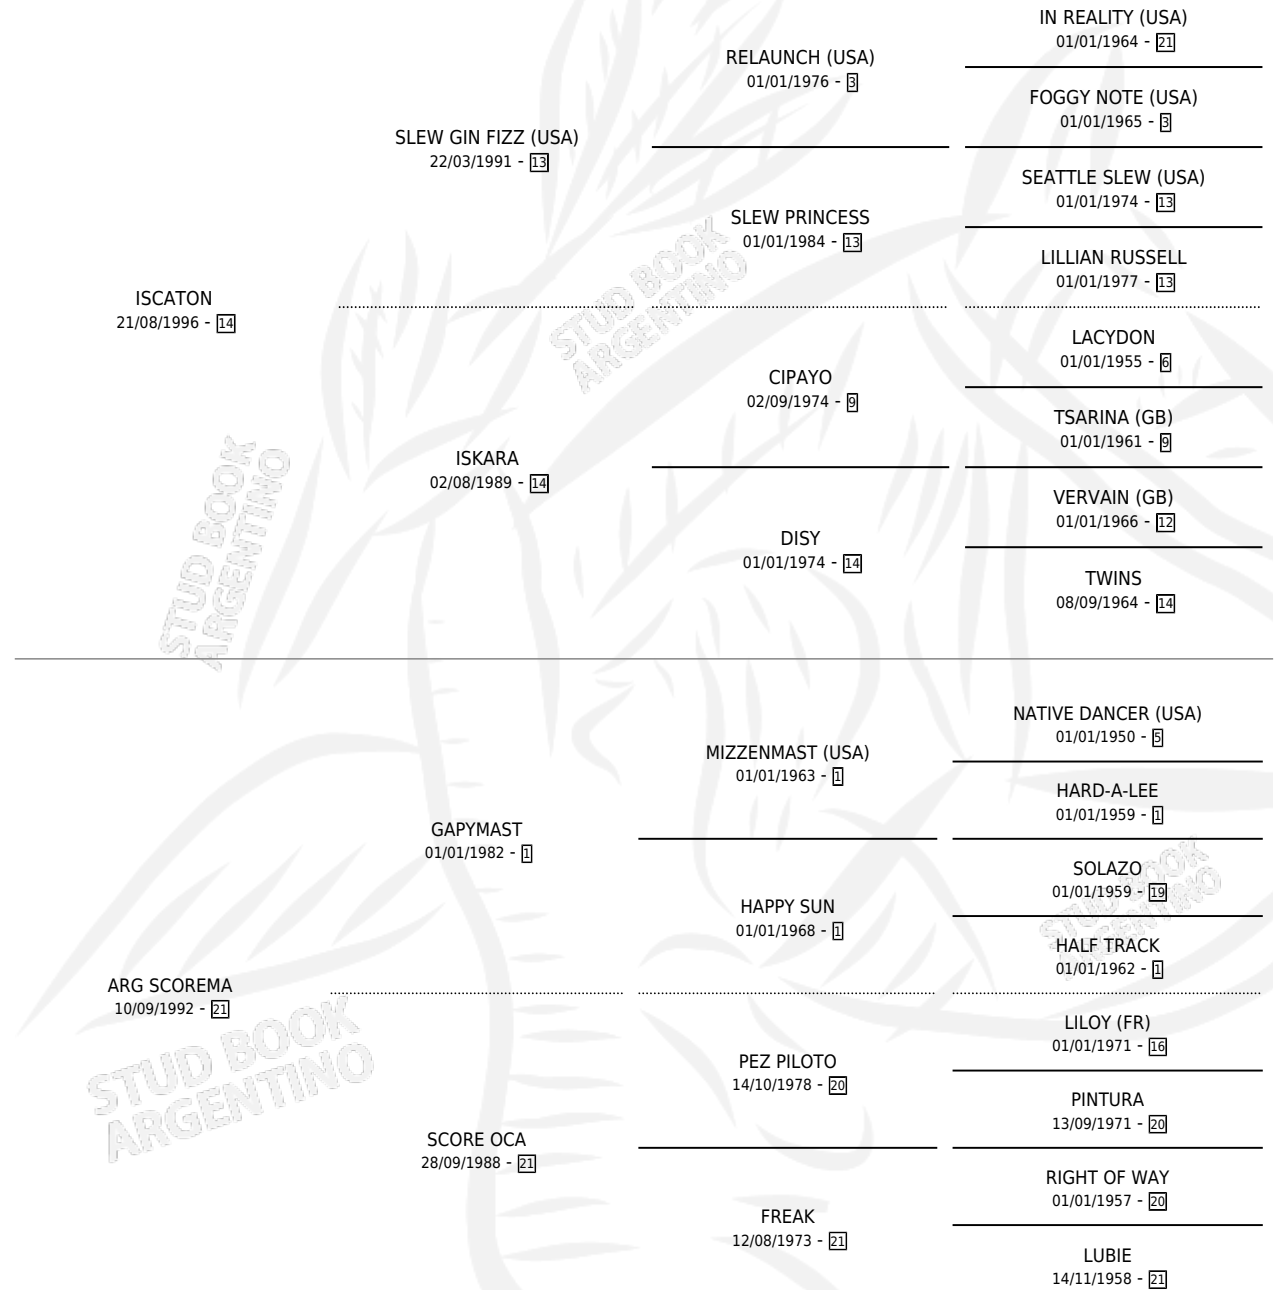 IN REALITY (USA)
01/01/1964 - 21
RELAUNCH (USA)
01/01/1976 - 3
FOGGY NOTE (USA)
01/01/1965 - 3
SLEW GIN FIZZ (USA)
22/03/1991 - 13
SEATTLE SLEW (USA)
01/01/1974 - 13
SLEW PRINCESS
01/01/1984 - 13
LILLIAN RUSSELL
01/01/1977 - 13
ISCATON
21/08/1996 - 14
STUD BOOK
ARGENTINO
LACYDON
01/01/1955 - 6
CIPAYO
02/09/1974 - 9
TSARINA (GB)
01/01/1961 - 9
ISKARA
02/08/1989 - 14
VERVAIN (GB)
01/01/1966 - 12
DISY
01/01/1974 - 14
TWINS
08/09/1964 - 14
STUD BOOK
ARGENTINO
NATIVE DANCER (USA)
01/01/1950 - 5
MIZZENMAST (USA)
01/01/1963 - 1
HARD-A-LEE
01/01/1959 - 1
GAPYMAST
01/01/1982 - 1
SOLAZO
01/01/1959 - 19
HAPPY SUN
01/01/1968 - 1
HALF TRACK
01/01/1962 - 1
STUD BOOK
ARGENTINO
ARG SCOREMA
10/09/1992 - 21
STUD BOOK
ARGENTINO
LILOY (FR)
01/01/1971 - 16
PEZ PILOTO
14/10/1978 - 20
PINTURA
13/09/1971 - 20
SCORE OCA
28/09/1988 - 21
RIGHT OF WAY
01/01/1957 - 20
FREAK
12/08/1973 - 21
LUBIE
14/11/1958 - 21